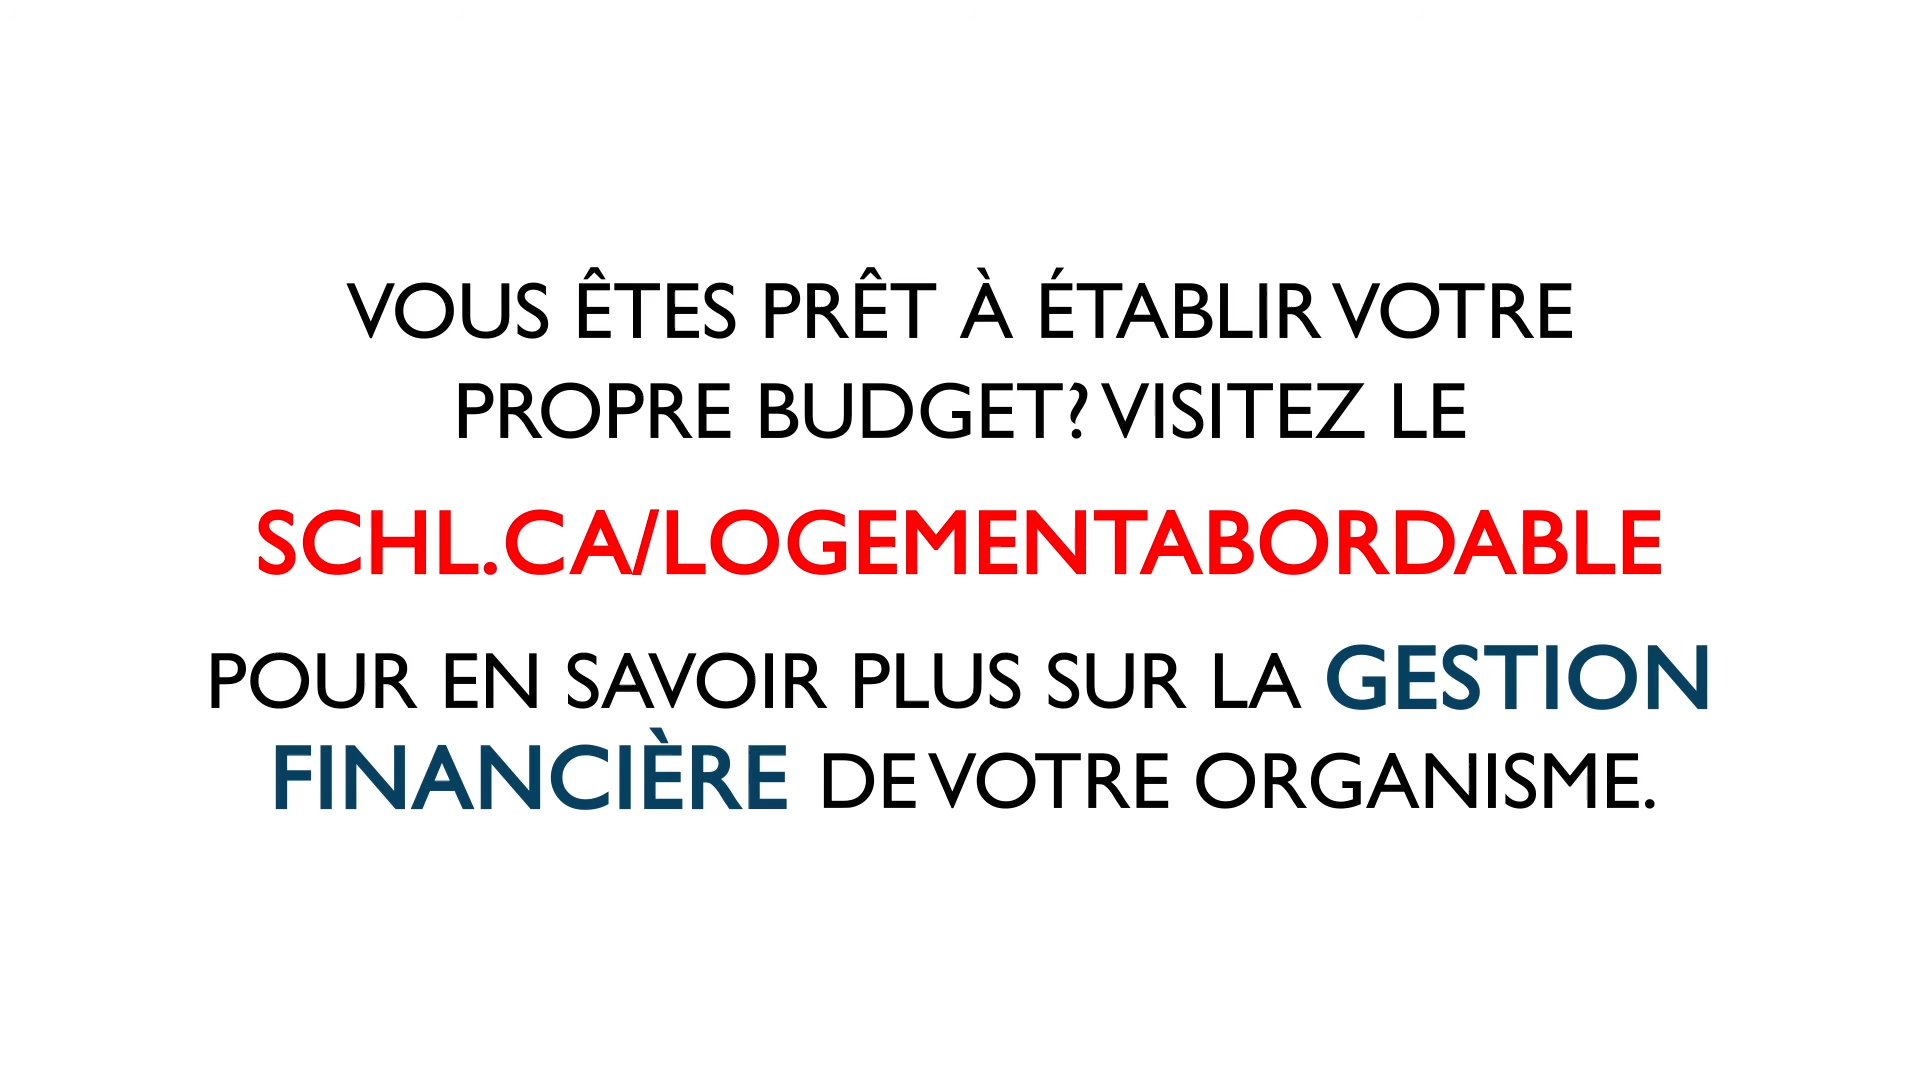 VOUS ÊTES PRÊT À ÉTABLIR VOTRE
PROPRE BUDGET? VISITEZ LE
SCHL.CA/LOGEMENTABORDABLE
POUR EN SAVOIR PLUS SUR LA GESTION
FINANCIÈRE DE VOTRE ORGANISME.